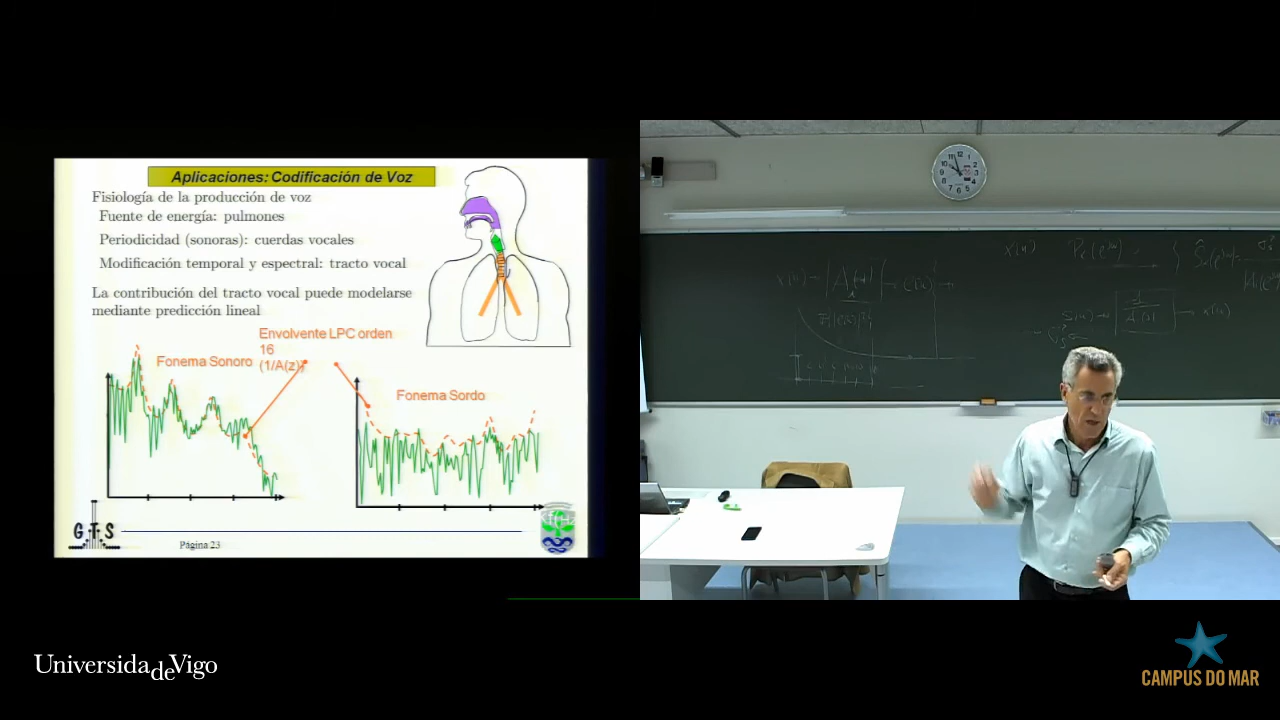 Aplicaciones: Codificación de Voz
Fisiología de la producción de voz
Fuente de energía: pulmones
Periodicidad (sonoras): cuerdas vocales
Modificación temporal y espectral: tracto vocal
La contribución del tracto vocal puede modelarse
mediante predicción lineal
Envolvente LPC orden
16
(1/A(z))
Fonema Sonoro
Fonema Sordo
GTS
Página 23
Universidade Vigo
CAMPUS DO MAR